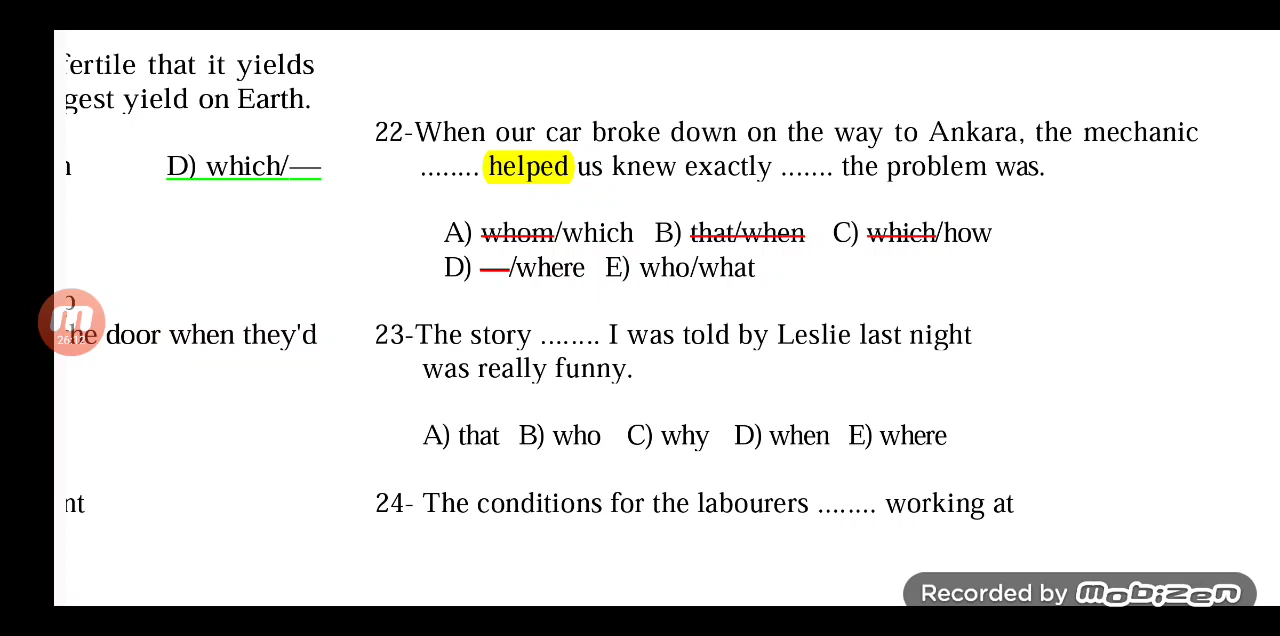 fertile that it yields
gest yield on Earth.
D) which/—
he door when they'd
nt
22-When our car broke down on the way to Ankara, the mechanic
........ helped us knew exactly ....... the problem was.
A) whom/which B) that/when C) which/how
D) —/where E) who/what
23-The story ........ I was told by Leslie last night
was really funny.
A) that B) who C) why D) when E) where
24- The conditions for the labourers ........ working at
Recorded by Mobizen